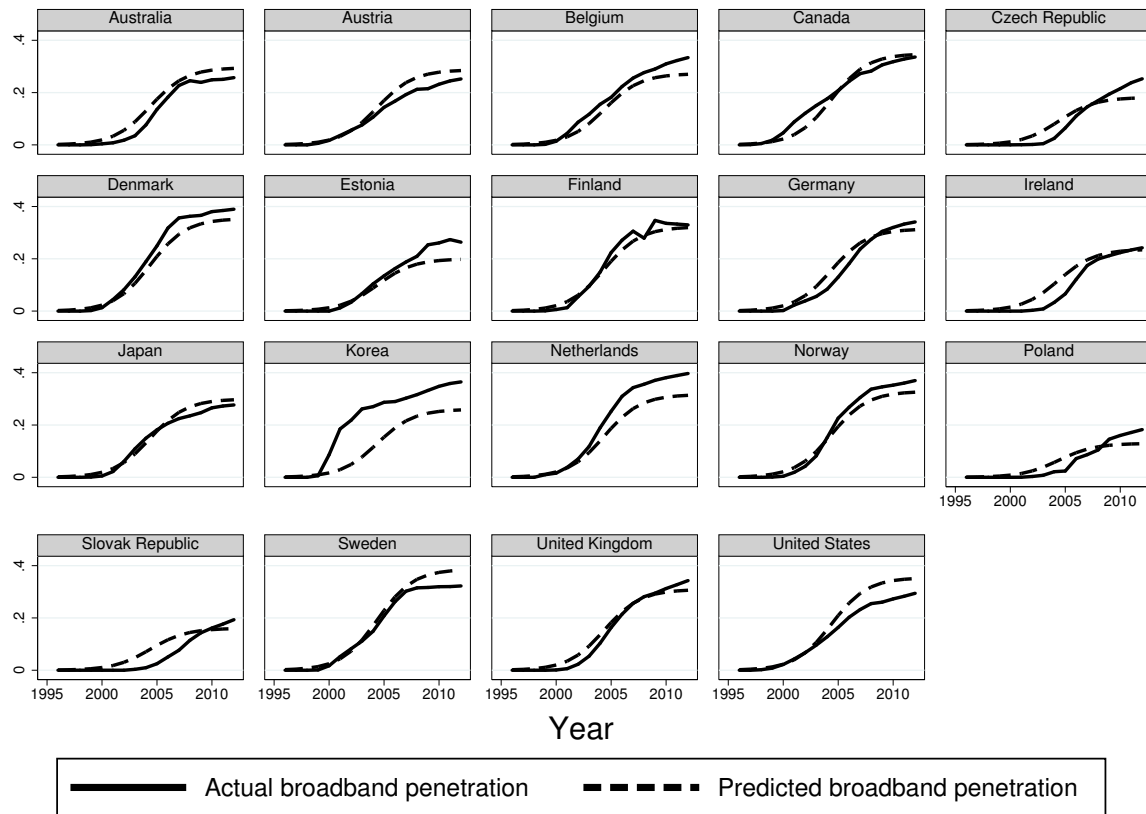 Australia Austria Belgium Canada Czech Republic
.4
.2
0
Denmark Estonia Finland Germany Ireland
.4
.2
0
Japan Korea Netherlands Norway Poland
.4
.2
0
1995 2000 2005 2010
Slovak Republic Sweden United Kingdom United States
.4
.2
0
1995 2000 2005 2010 1995 2000 2005 2010 1995 2000 2005 2010 1995 2000 2005 2010
Year
Actual broadband penetration Predicted broadband penetration